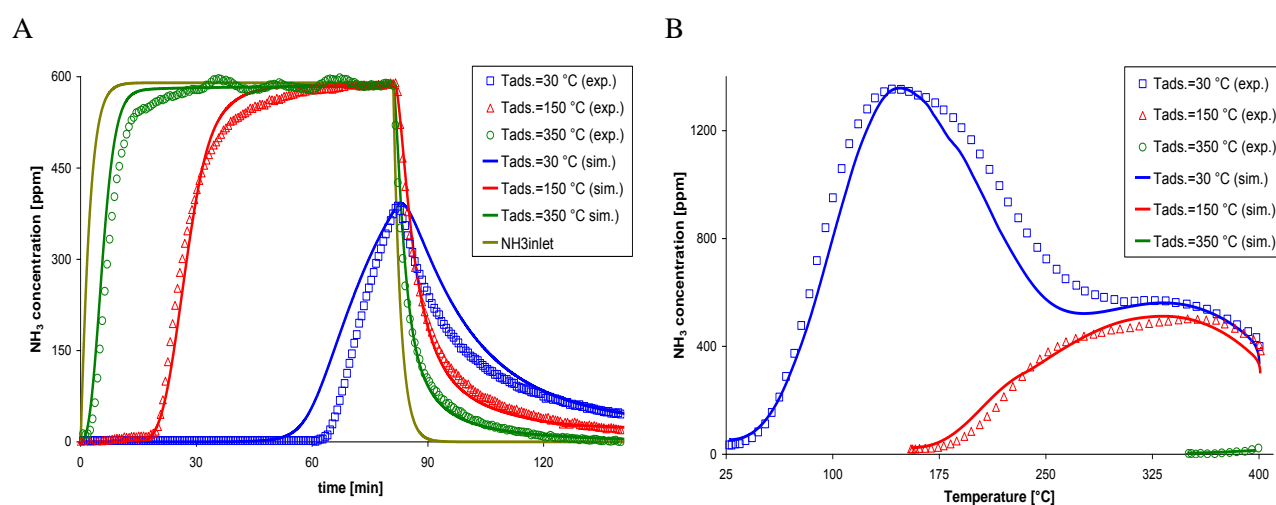 A
NH3 concentration [ppm]
600
450
300
150
0
0 30 60 90 120
time [min]
Tads.=30 °C (exp.)
Tads.=150 °C (exp.)
Tads.=350 °C (exp.)
Tads.=30 °C (sim.)
Tads.=150 °C (sim.)
Tads.=350 °C sim.)
NH3inlet
B
NH3 concentration [ppm]
1200
800
400
0
25 100 175 250 325 400
Temperature [°C]
Tads.=30 °C (exp.)
Tads.=150 °C (exp.)
Tads.=350 °C (exp.)
Tads.=30 °C (sim.)
Tads.=150 °C (sim.)
Tads.=350 °C (sim.)